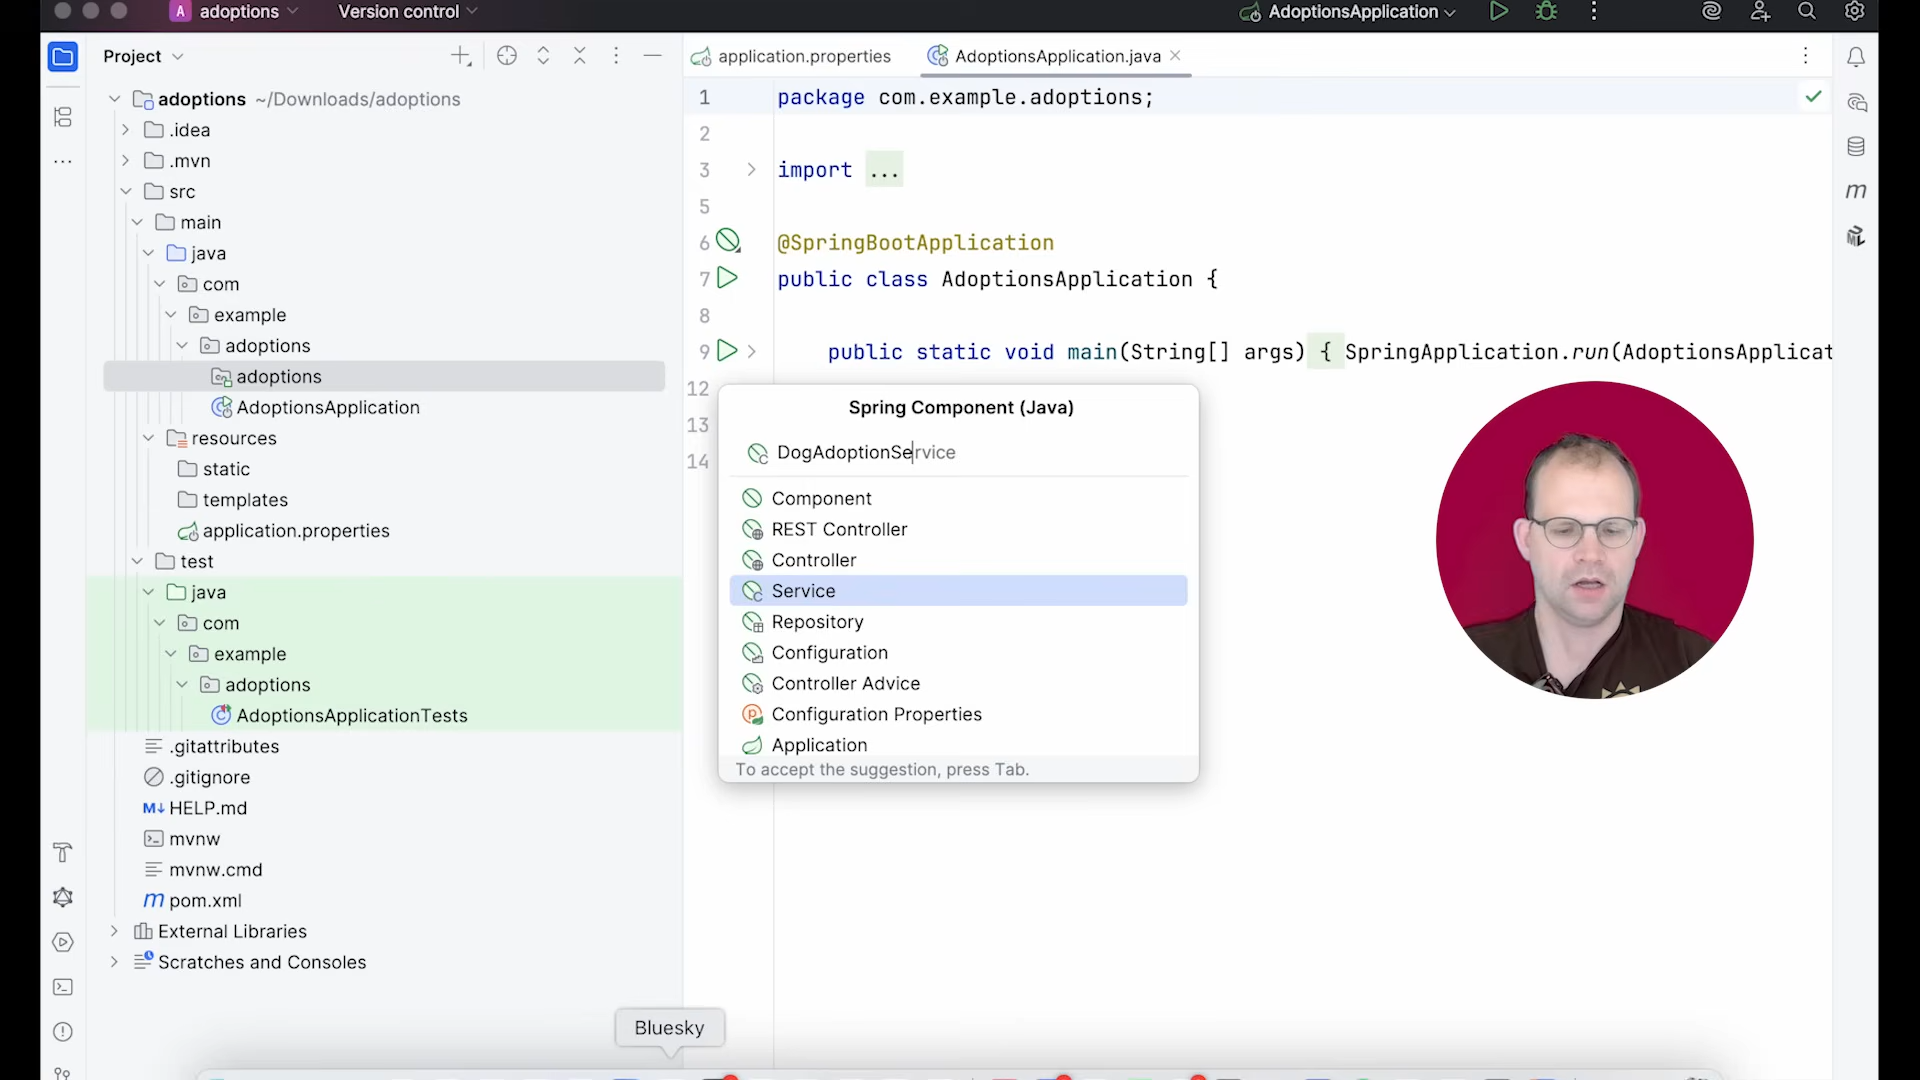 A adoptions Version control AdoptionsApplication
Project
application.properties
AdoptionsApplication.java
adoptions ~/Downloads/adoptions
.idea
.mvn
src
main
java
com
example
adoptions
adoptions
AdoptionsApplication
resources
static
templates
application.properties
test
java
com
example
adoptions
AdoptionsApplicationTests
.gitattributes
.gitignore
M↓ HELP.md
mvnw
mvnw.cmd
m pom.xml
External Libraries
Scratches and Consoles
1 package com.example.adoptions;
2
3 import ...
5
6 @SpringBootApplication
7 public class AdoptionsApplication {
8
9 public static void main(String[] args) { SpringApplication.run(AdoptionsApplicat
12
13
14
Spring Component (Java)
DogAdoptionService
Component
REST Controller
Controller
Service
Repository
Configuration
Controller Advice
Configuration Properties
Application
To accept the suggestion, press Tab.
m
ML
Bluesky